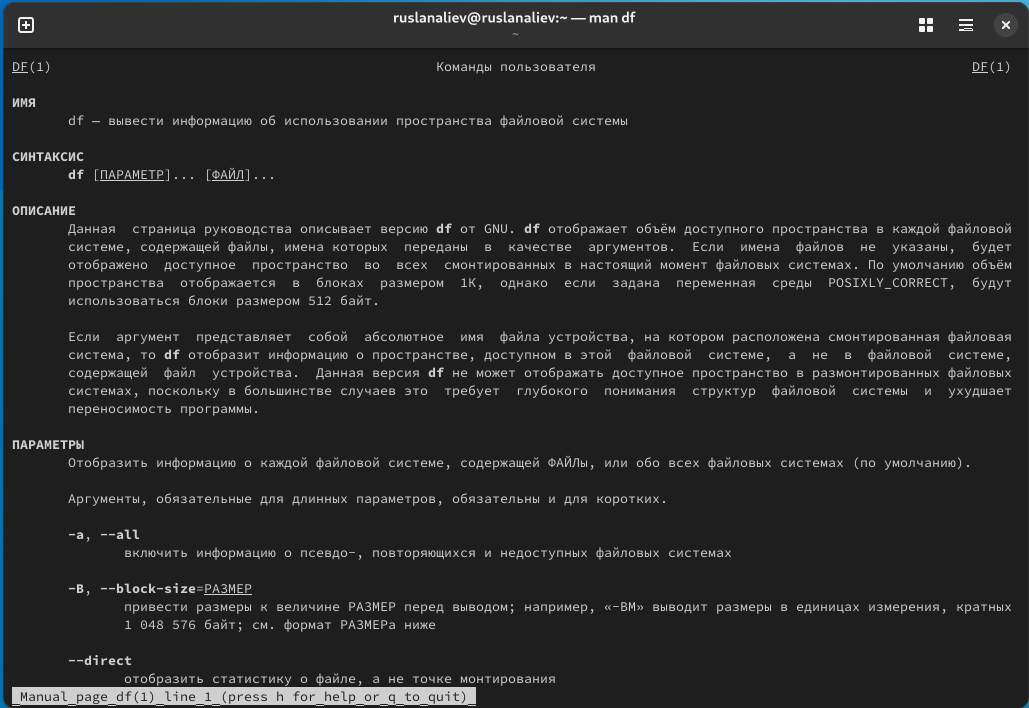 ruslanaliev@ruslanaliev:~ — man df
~
DF(1) Команды пользователя DF(1)
ИМЯ
df — вывести информацию об использовании пространства файловой системы
СИНТАКСИС
df [ПАРАМЕТР]... [ФАЙЛ]...
ОПИСАНИЕ
Данная страница руководства описывает версию df от GNU. df отображает объём доступного пространства в каждой файловой
системе, содержащей файлы, имена которых переданы в качестве аргументов. Если имена файлов не указаны, будет
отображено доступное пространство во всех смонтированных в настоящий момент файловых системах. По умолчанию объём
пространства отображается в блоках размером 1K, однако если задана переменная среды POSIXLY_CORRECT, будут
использоваться блоки размером 512 байт.
Если аргумент представляет собой абсолютное имя файла устройства, на котором расположена смонтированная файловая
система, то df отобразит информацию о пространстве, доступном в этой файловой системе, а не в файловой системе,
содержащей файл устройства. Данная версия df не может отображать доступное пространство в размонтированных файловых
системах, поскольку в большинстве случаев это требует глубокого понимания структур файловой системы и ухудшает
переносимость программы.
ПАРАМЕТРЫ
Отобразить информацию о каждой файловой системе, содержащей ФАЙЛы, или обо всех файловых системах (по умолчанию).
Аргументы, обязательные для длинных параметров, обязательны и для коротких.
-a, --all
включить информацию о псевдо-, повторяющихся и недоступных файловых системах
-B, --block-size=РАЗМЕР
привести размеры к величине РАЗМЕР перед выводом; например, «-BM» выводит размеры в единицах измерения, кратных
1 048 576 байт; см. формат РАЗМЕРа ниже
--direct
отобразить статистику о файле, а не точке монтирования
Manual page df(1) line 1 (press h for help or q to quit)